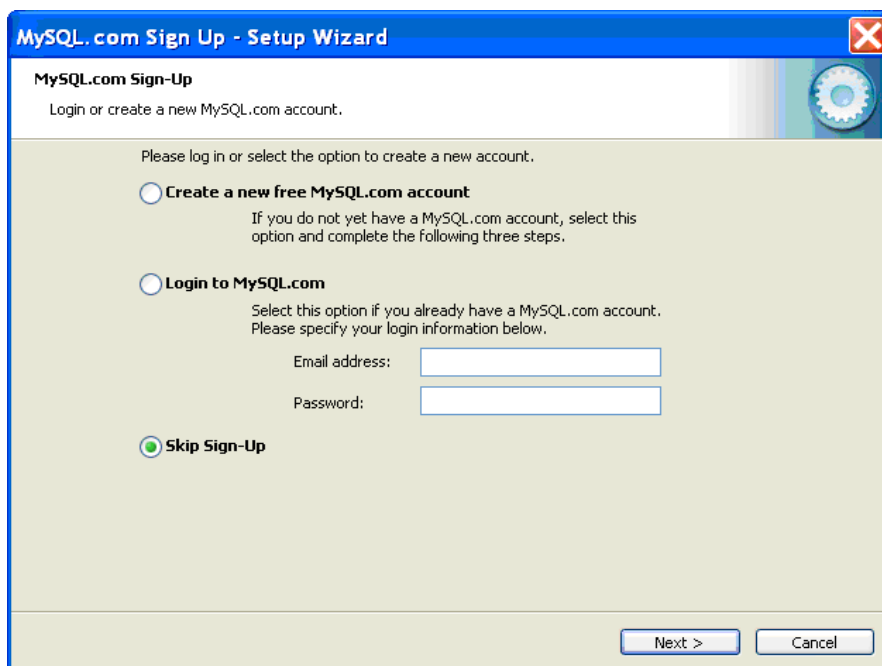 MySQL.com Sign Up - Setup Wizard
MySQL.com Sign-Up
Login or create a new MySQL.com account.
Please log in or select the option to create a new account.
Create a new free MySQL.com account
If you do not yet have a MySQL.com account, select this
option and complete the following three steps.
Login to MySQL.com
Select this option if you already have a MySQL.com account.
Please specify your login information below.
Email address:
Password:
Skip Sign-Up
Next > Cancel